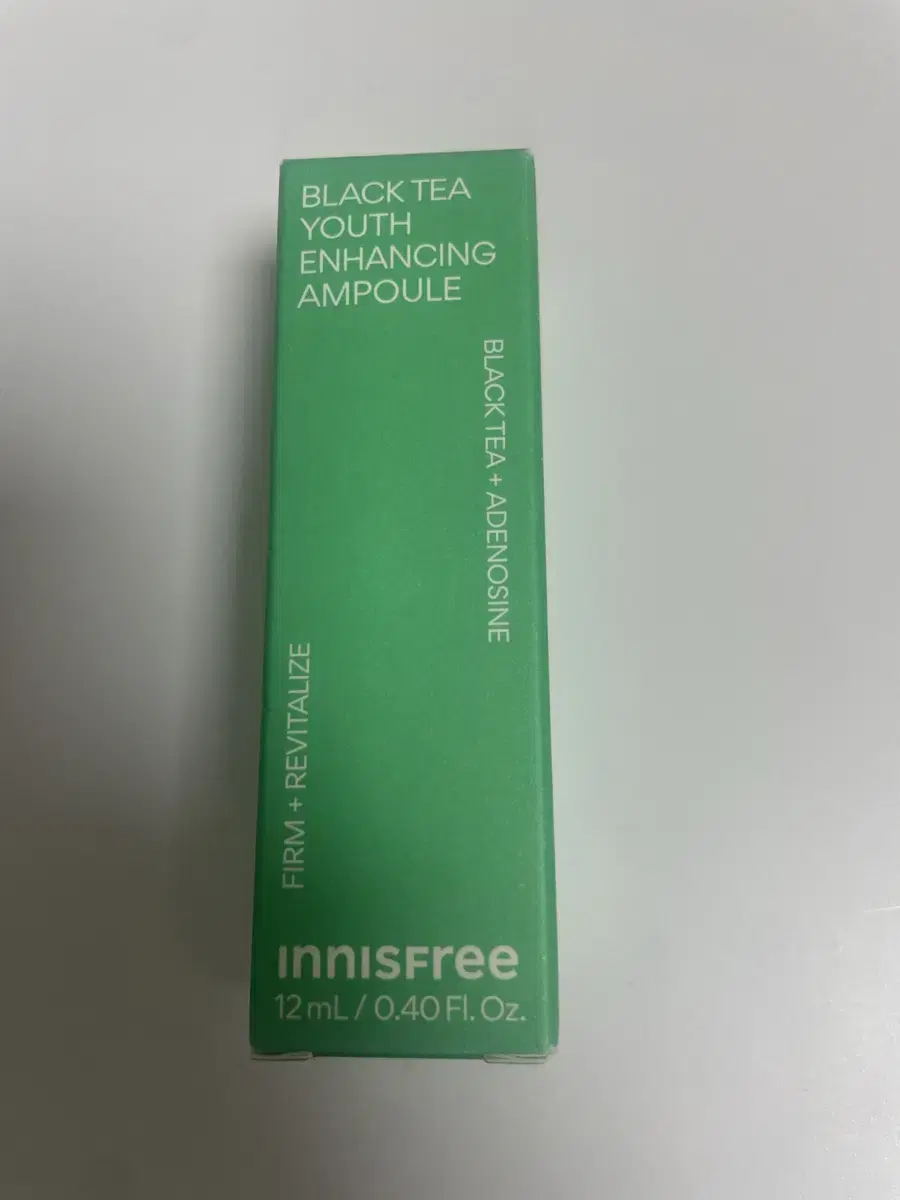 BLACK TEA
YOUTH
ENHANCING
AMPOULE
BLACK TEA + ADENOSINE
FIRM + REVITALIZE
innisfree
12 mL / 0.40 Fl. Oz.